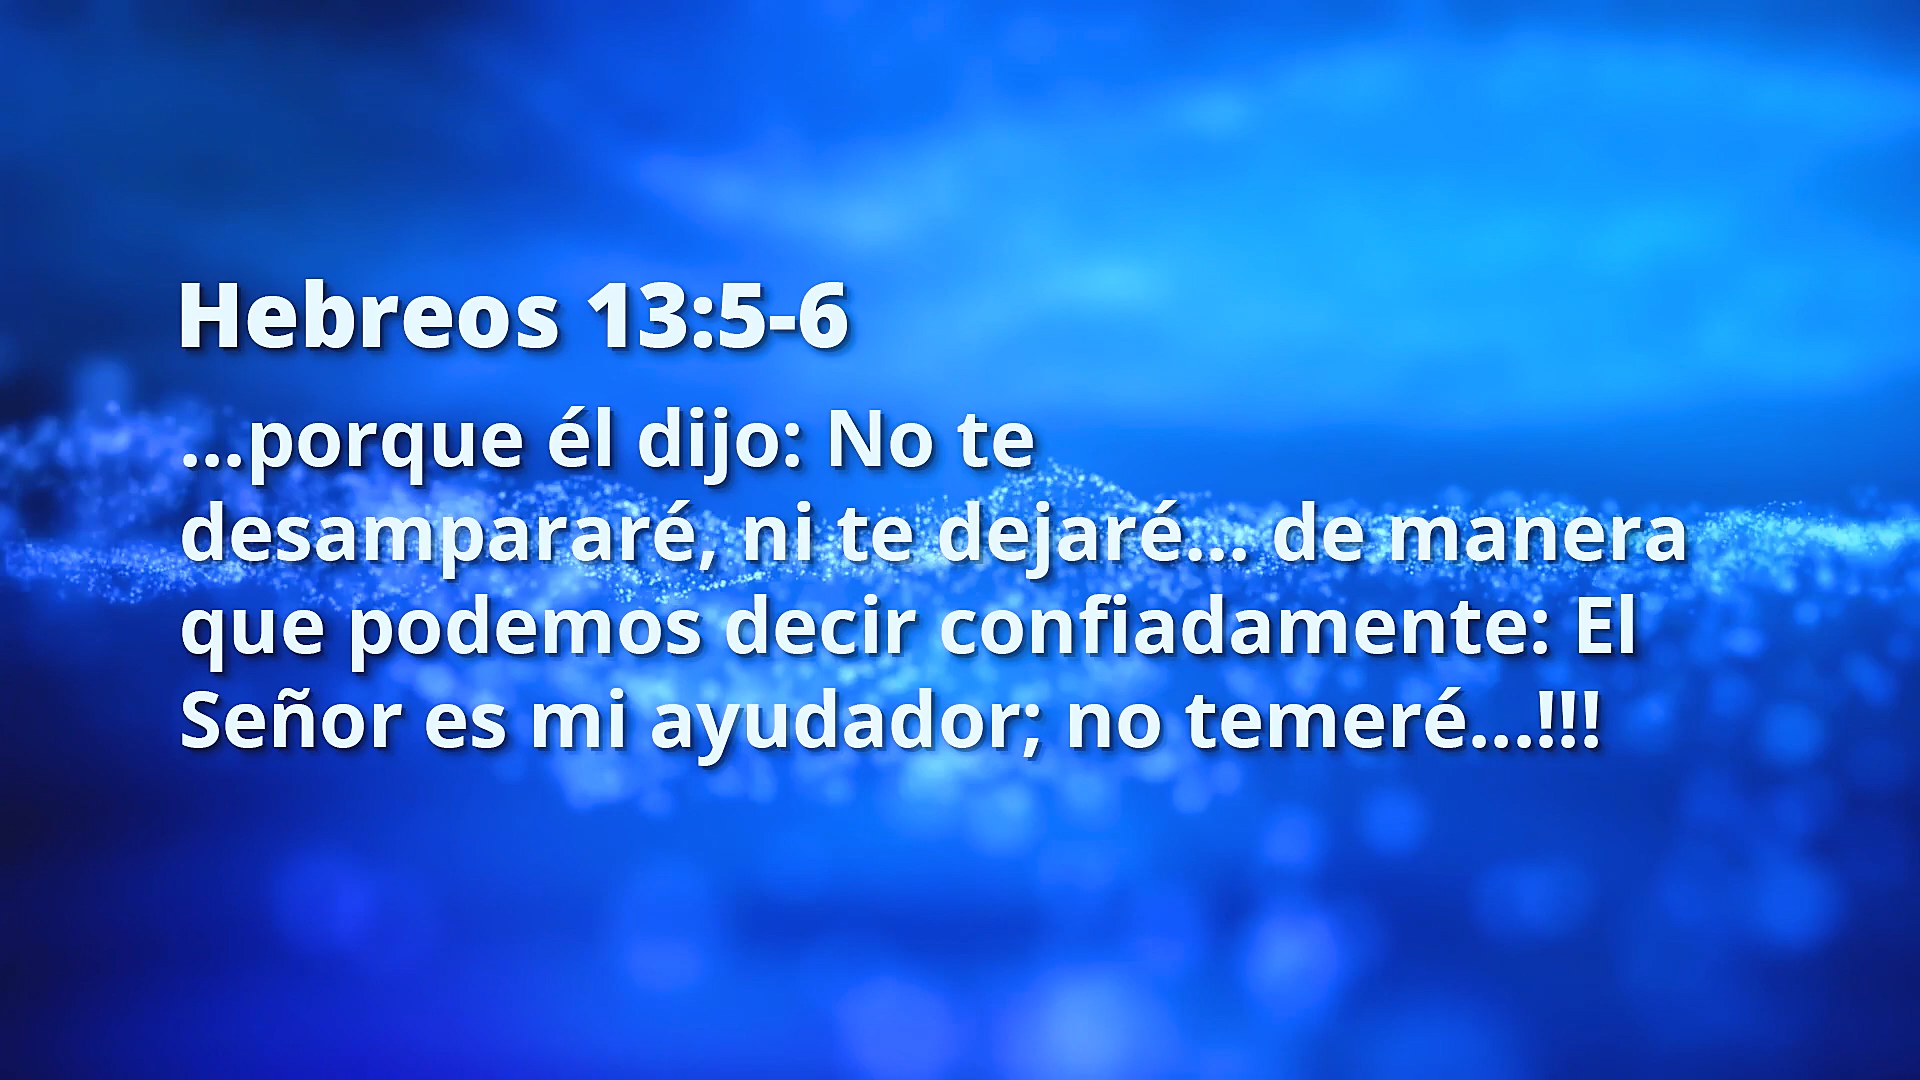 Hebreos 13:5-6
...porque él dijo: No te
desampararé, ni te dejaré... de manera
que podemos decir confiadamente: El
Señor es mi ayudador; no temeré...!!!